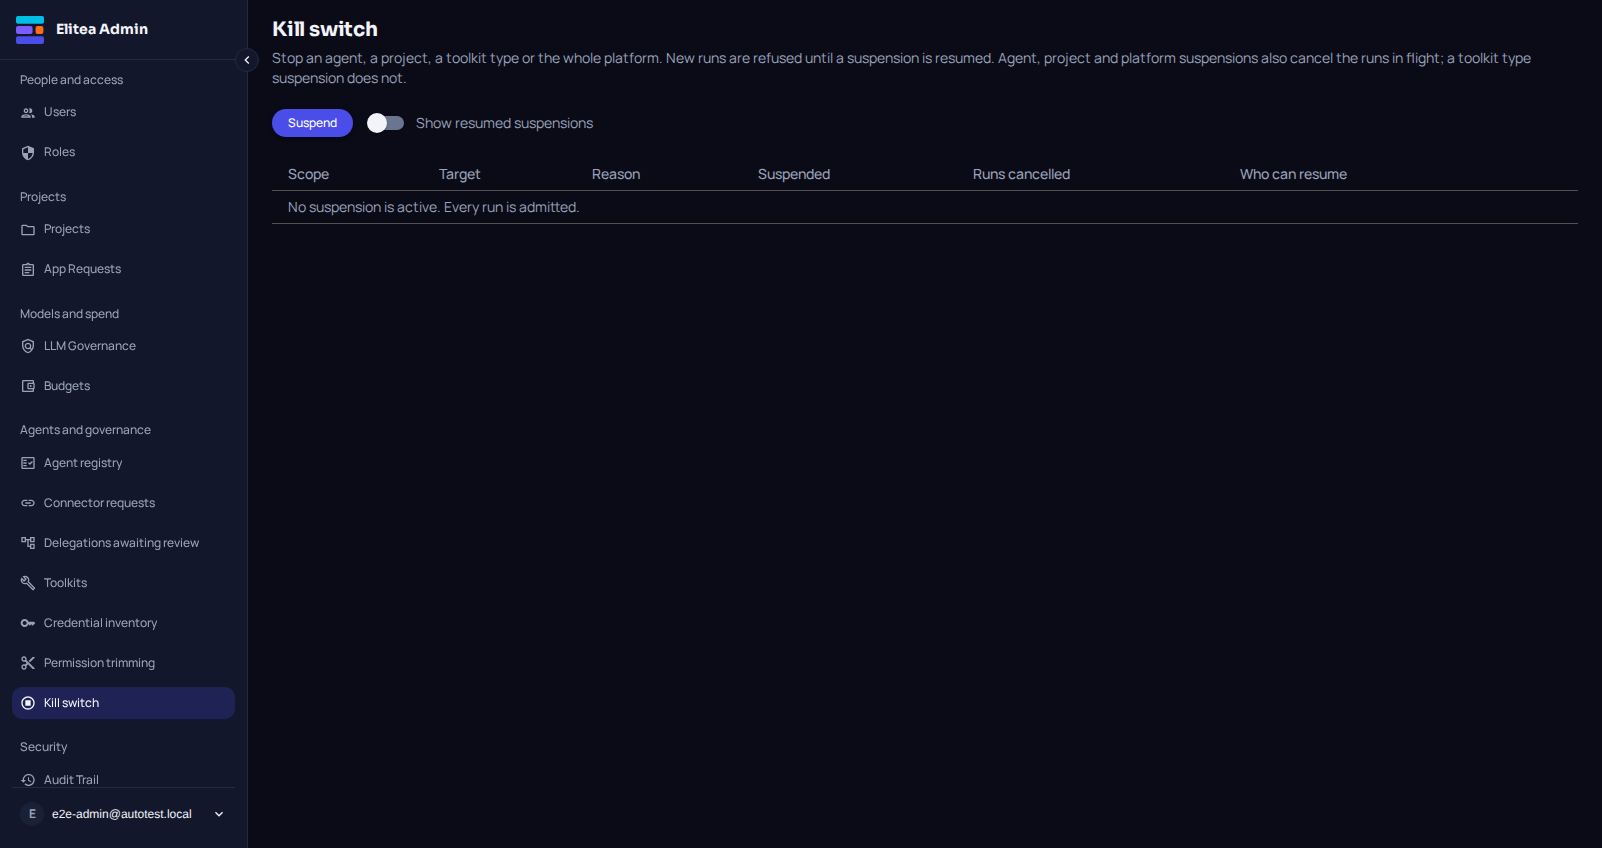 Elitea Admin
People and access
Users
Roles
Projects
Projects
App Requests
Models and spend
LLM Governance
Budgets
Agents and governance
Agent registry
Connector requests
Delegations awaiting review
Toolkits
Credential inventory
Permission trimming
Kill switch
Security
Audit Trail
E e2e-admin@autotest.local
Kill switch
Stop an agent, a project, a toolkit type or the whole platform. New runs are refused until a suspension is resumed. Agent, project and platform suspensions also cancel the runs in flight; a toolkit type
suspension does not.
Suspend Show resumed suspensions
Scope Target Reason Suspended Runs cancelled Who can resume
No suspension is active. Every run is admitted.